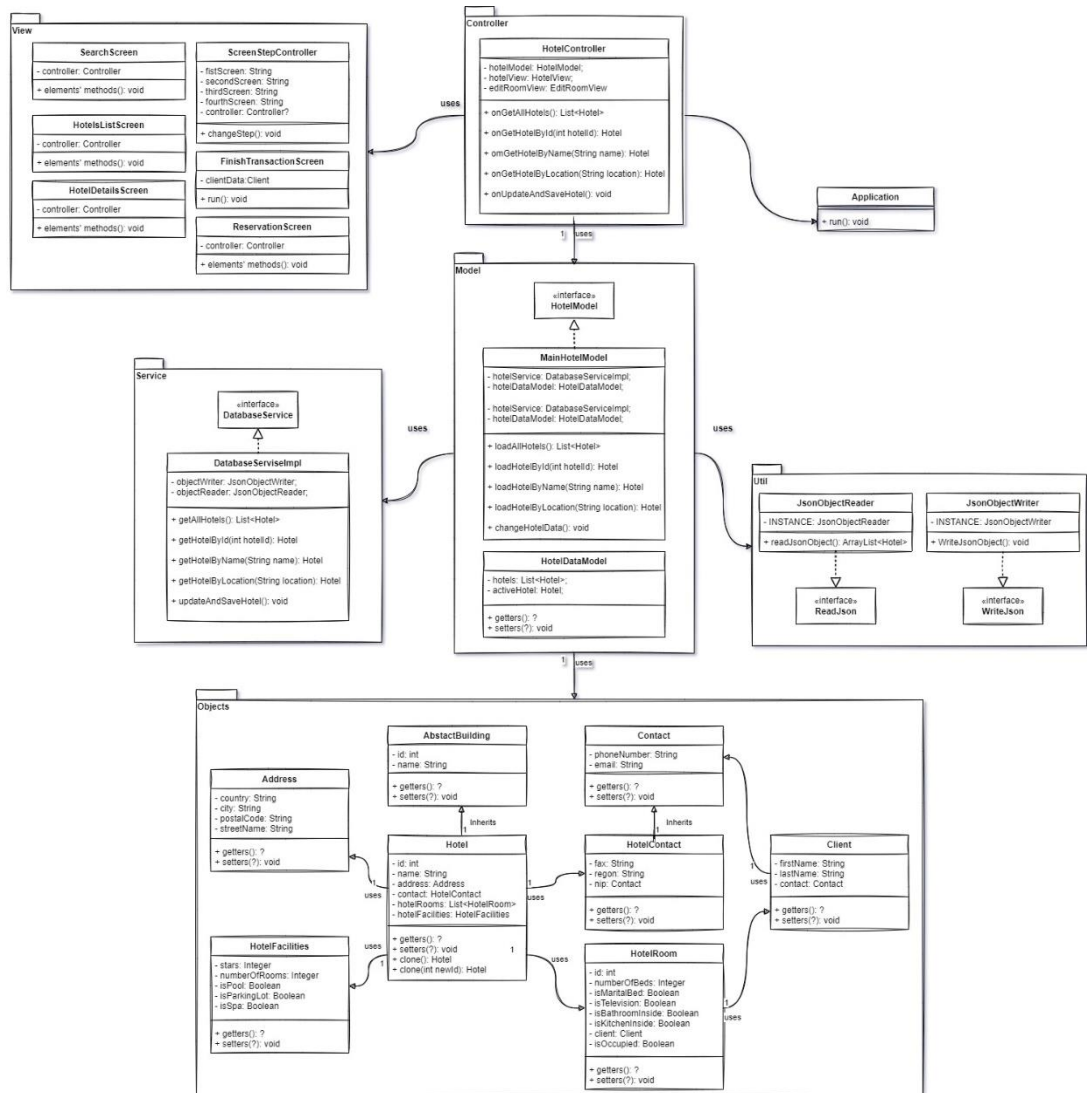 View
SearchScreen
- controller: Controller
+ elements' methods(): void
HotelsListScreen
- controller: Controller
+ elements' methods(): void
HotelDetailsScreen
- controller: Controller
+ elements' methods(): void
ScreenStepController
- fistScreen: String
- secondScreen: String
- thirdScreen: String
- fourthScreen: String
- controller: Controller?
+ changeStep(): void
FinishTransactionScreen
- clientData:Client
+ run(): void
ReservationScreen
- controller: Controller
+ elements' methods(): void
uses
Controller
HotelController
- hotelModel: HotelModel;
- hotelView: HotelView;
- editRoomView: EditRoomView
+ onGetAllHotels(): List<Hotel>
+ onGetHotelById(int hotelId): Hotel
+ omGetHotelByName(String name): Hotel
+ onGetHotelByLocation(String location): Hotel
+ onUpdateAndSaveHotel(): void
Application
+ run(): void
1 uses
Model
«interface»
HotelModel
MainHotelModel
- hotelService: DatabaseServiceImpl;
- hotelDataModel: HotelDataModel;
- hotelService: DatabaseServiceImpl;
- hotelDataModel: HotelDataModel;
+ loadAllHotels(): List<Hotel>
+ loadHotelById(int hotelId): Hotel
+ loadHotelByName(String name): Hotel
+ loadHotelByLocation(String location): Hotel
+ changeHotelData(): void
HotelDataModel
- hotels: List<Hotel>;
- activeHotel: Hotel;
+ getters: ?
+ setters(?): void
Service
«interface»
DatabaseService
DatabaseServiseImpl
- objectWriter: JsonObjectWriter;
- objectReader: JsonObjectReader;
+ getAllHotels(): List<Hotel>
+ getHotelById(int hotelId): Hotel
+ getHotelByName(String name): Hotel
+ getHotelByLocation(String location): Hotel
+ updateAndSaveHotel(): void
uses
uses
Util
JsonObjectReader
- INSTANCE: JsonObjectReader
+ readJsonObject(): ArrayList<Hotel>
«interface»
ReadJson
JsonObjectWriter
- INSTANCE: JsonObjectWriter
+ WriteJsonObject(): void
«interface»
WriteJson
1 uses
Objects
AbstactBuilding
- id: int
- name: String
+ getters(): ?
+ setters(?): void
Contact
- phoneNumber: String
- email: String
+ getters(): ?
+ setters(?): void
Address
- country: String
- city: String
- postalCode: String
- streetName: String
+ getters(): ?
+ setters(?): void
Inherits
1
Inherits
1
Hotel
- id: int
- name: String
- address: Address
- contact: HotelContact
- hotelRooms: List<HotelRoom>
- hotelFacilities: HotelFacilities
+ getters(): ?
+ setters(?): void
+ clone(): Hotel
+ clone(int newId): Hotel
1
uses
1
uses
HotelContact
- fax: String
- regon: String
- nip: Contact
+ getters(): ?
+ setters(?): void
Client
- firstName: String
- lastName: String
- contact: Contact
+ getters(): ?
+ setters(?): void
1
uses
HotelFacilities
- stars: Integer
- numberOfRooms: Integer
- isPool: Boolean
- isParkingLot: Boolean
- isSpa: Boolean
+ getters(): ?
+ setters(?): void
uses
1
1
uses
HotelRoom
- id: int
- numberOfBeds: Integer
- isMaritalBed: Boolean
- isTelevision: Boolean
- isBathroomInside: Boolean
- isKitchenInside: Boolean
- client: Client
- isOccupied: Boolean
+ getters(): ?
+ setters(?): void
1
1
uses